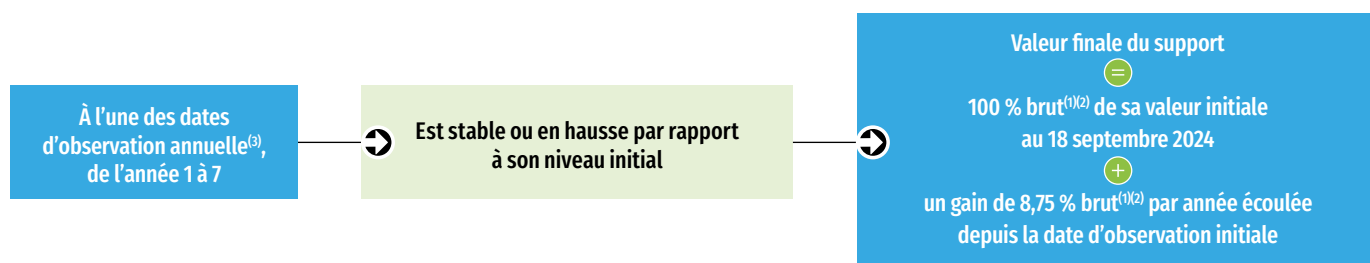 À l’une des dates
d’observation annuelle(3),
de l’année 1 à 7
Est stable ou en hausse par rapport
à son niveau initial
Valeur finale du support
=
100 % brut(1)(2) de sa valeur initiale
au 18 septembre 2024
+
un gain de 8,75 % brut(1)(2) par année écoulée
depuis la date d’observation initiale